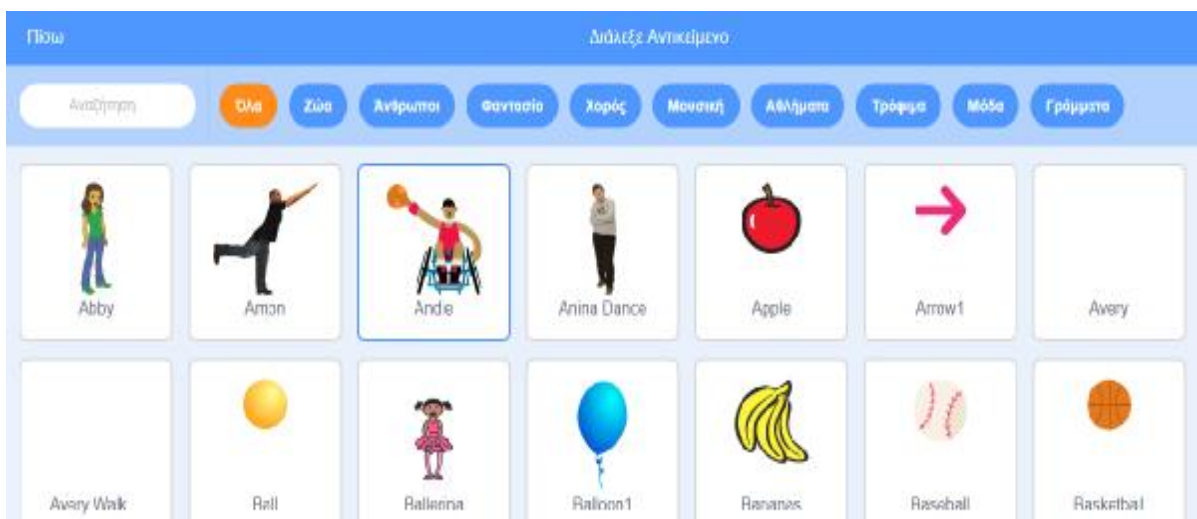 Πίσω Διάλεξε Αντικείμενο
Αναζήτηση Όλα Ζώα Άνθρωποι Φαντασία Χορός Μουσική Αθλήματα Τρόφιμα Μόδα Γράμματα
Abby Amon Andie Anina Dance Apple Arrow1 Avery
Avery Walk Ball Ballerina Balloon1 Bananas Baseball Basketball